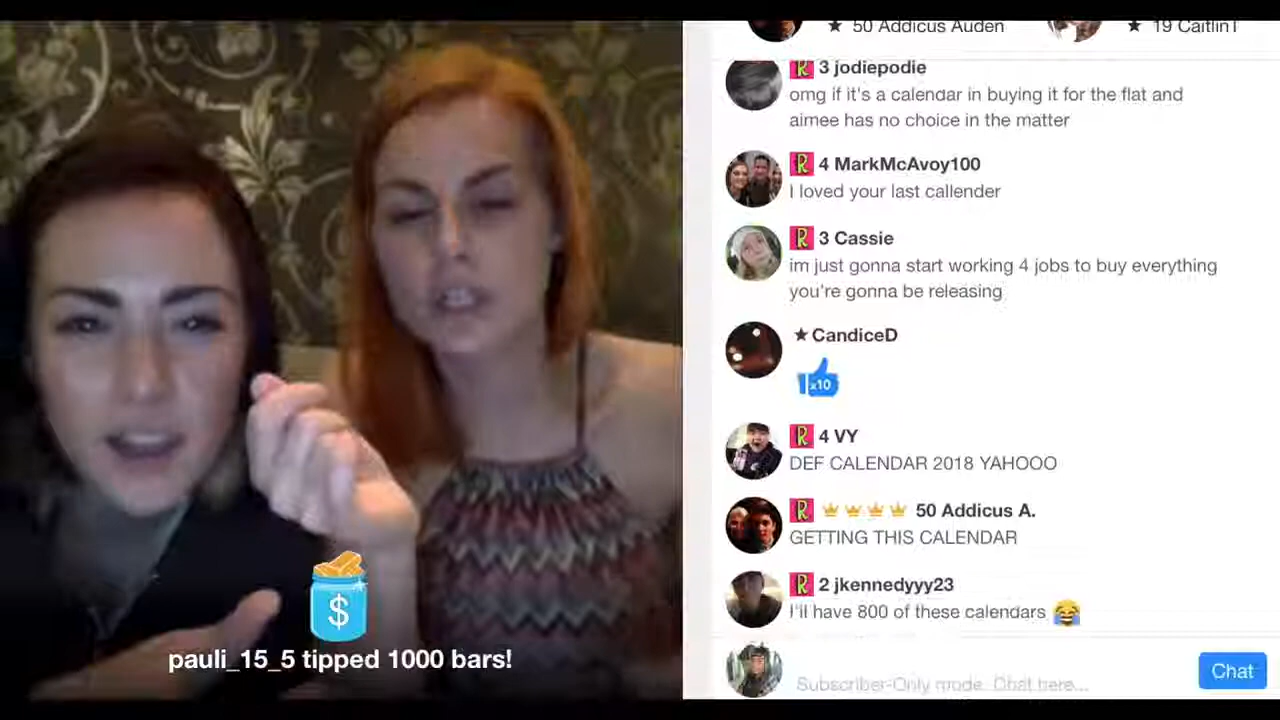 ★ 50 Addicus Auden
★ 19 CaitlinT
R 3 jodiepodie
omg if it's a calendar in buying it for the flat and
aimee has no choice in the matter
R 4 MarkMcAvoy100
I loved your last callender
R 3 Cassie
im just gonna start working 4 jobs to buy everything
you're gonna be releasing
★ CandiceD
x10
R 4 VY
DEF CALENDAR 2018 YAHOOO
R 50 Addicus A.
GETTING THIS CALENDAR
R 2 jkennedyyy23
I'll have 800 of these calendars 😂
Subscriber-Only mode. Chat here...
Chat
$
pauli_15_5 tipped 1000 bars!